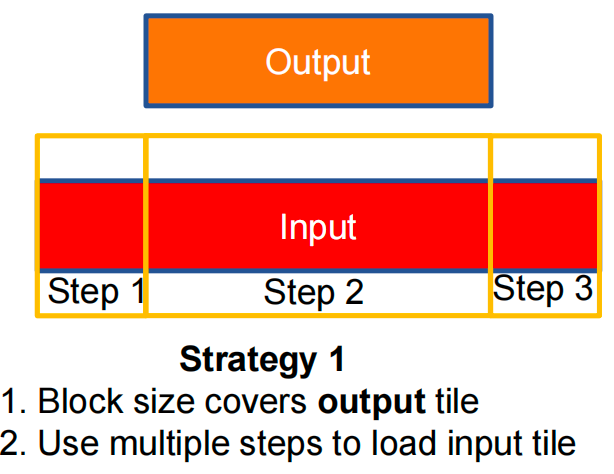 Output
Input
Step 1
Step 2
Step 3
Strategy 1
1. Block size covers output tile
2. Use multiple steps to load input tile